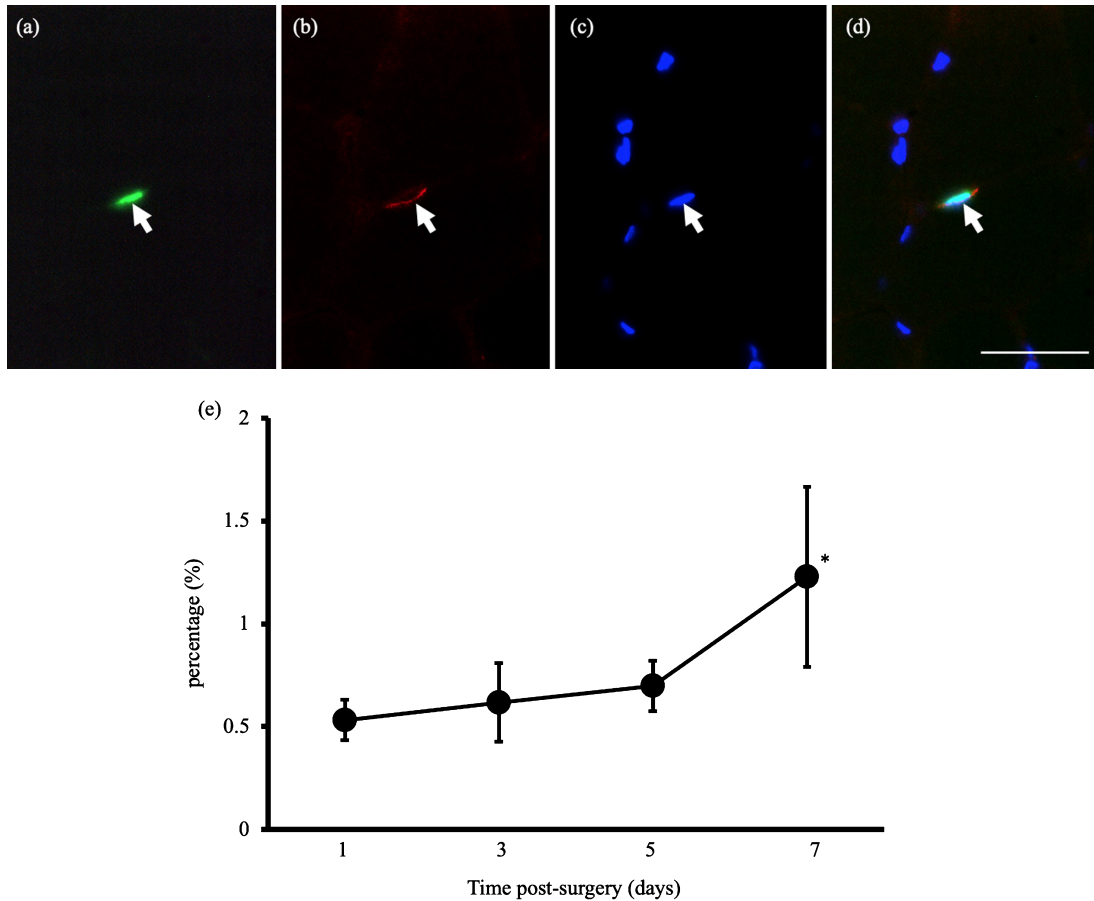 (a)
(b)
(c)
(d)
(e)
2
1.5
1
0.5
0
percentage (%)
*
1
3
5
7
Time post-surgery (days)